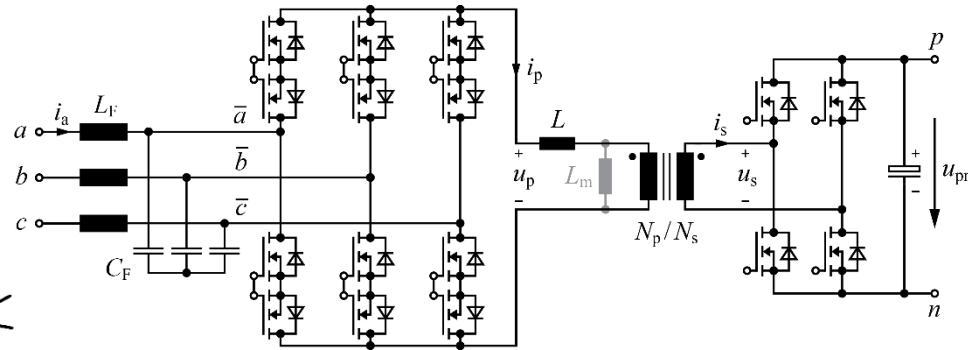 i_p
p
i_a L_F a̅
a
L i_s
b b̅
+ + + u_pn
L_m
u_p u_s
c c̅
− − −
N_p/N_s
C_F
n